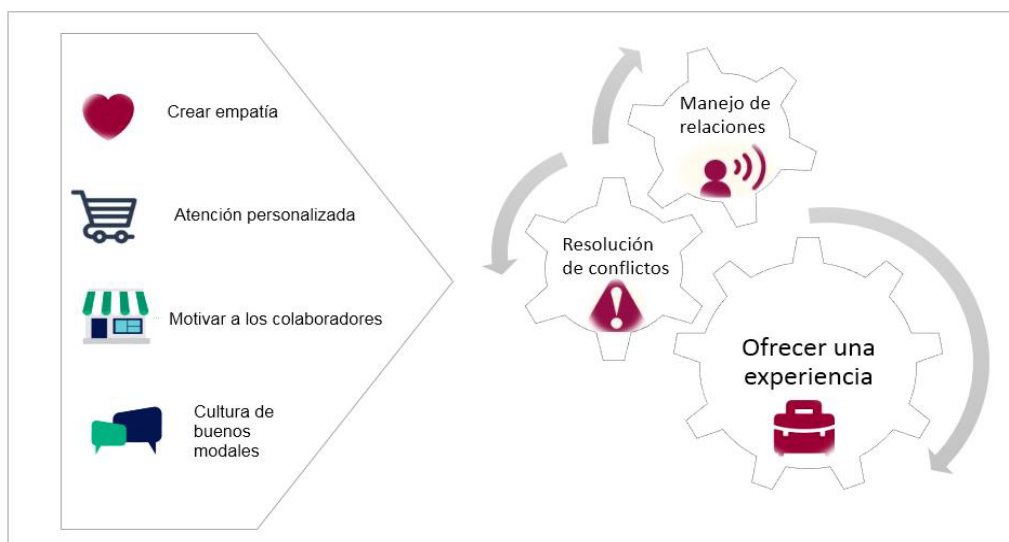 Crear empatía
Atención personalizada
Motivar a los colaboradores
Cultura de
buenos
modales
Manejo de
relaciones
Resolución
de conflictos
Ofrecer una
experiencia